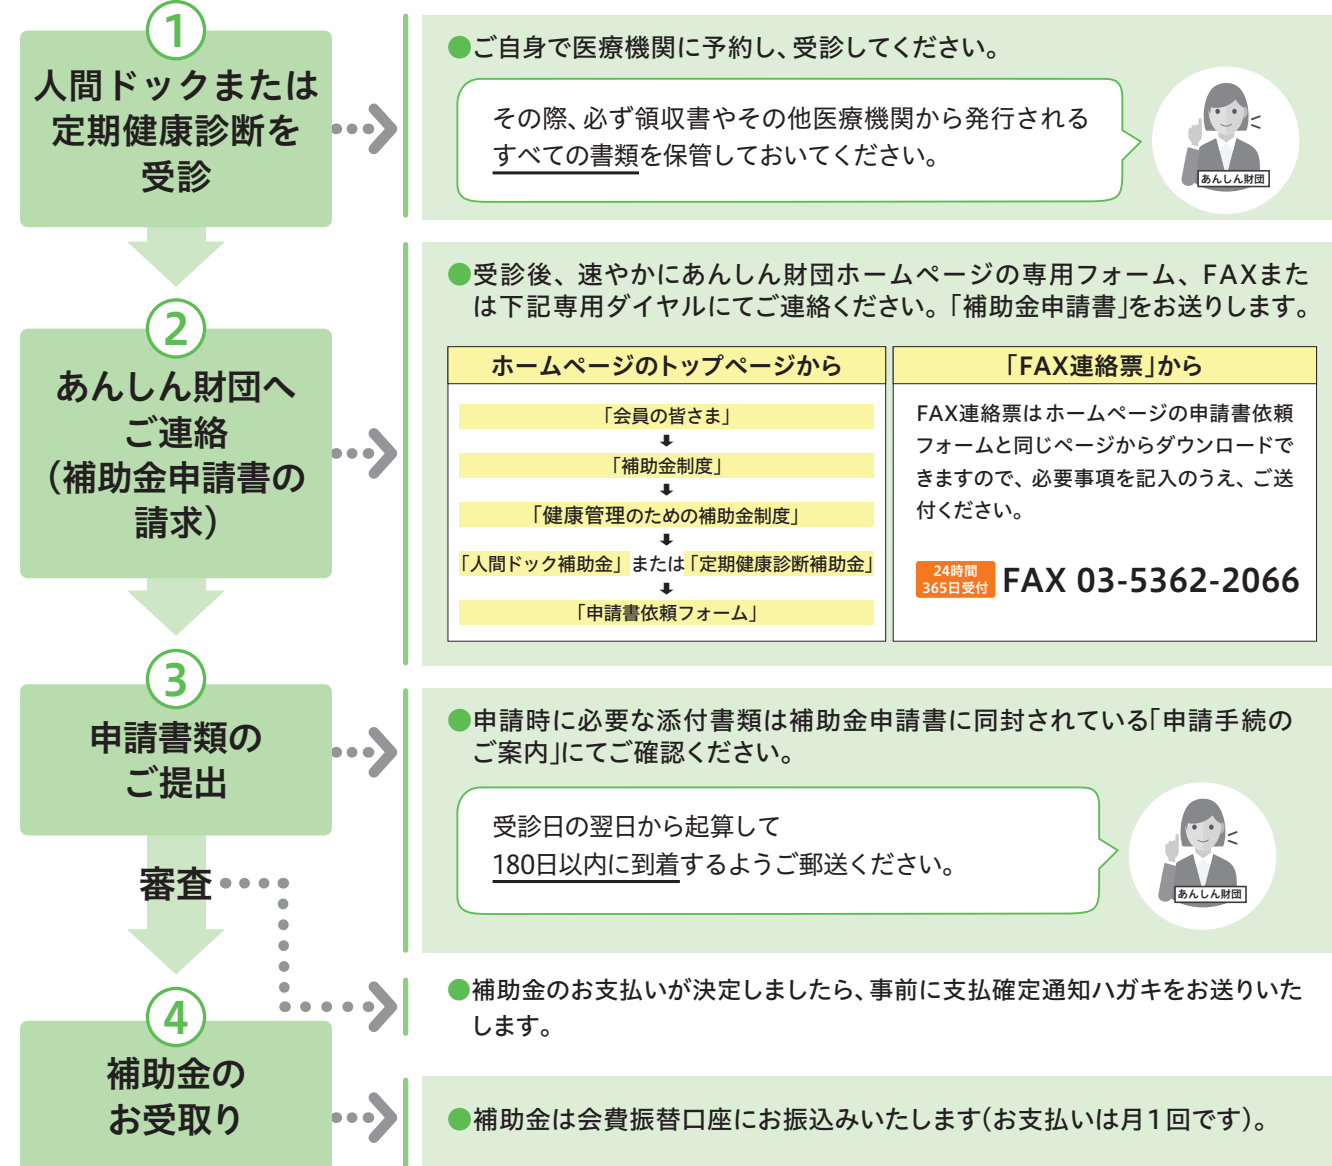 1
人間ドックまたは
定期健康診断を
受診
●ご自身で医療機関に予約し、受診してください。
その際、必ず領収書やその他医療機関から発行される
すべての書類を保管しておいてください。
あんしん財団
2
あんしん財団へ
ご連絡
（補助金申請書の
請求）
●受診後、速やかにあんしん財団ホームページの専用フォーム、FAXまた
は下記専用ダイヤルにてご連絡ください。「補助金申請書」をお送りします。
ホームページのトップページから
「会員の皆さま」
「補助金制度」
「健康管理のための補助金制度」
「人間ドック補助金」または「定期健康診断補助金」
「申請書依頼フォーム」
「FAX連絡票」から
FAX連絡票はホームページの申請書依頼
フォームと同じページからダウンロードで
きますので、必要事項を記入のうえ、ご送
付ください。
24時間
365日受付
FAX 03-5362-2066
3
申請書類の
ご提出
●申請時に必要な添付書類は補助金申請書に同封されている「申請手続の
ご案内」にてご確認ください。
受診日の翌日から起算して
180日以内に到着するようご郵送ください。
あんしん財団
審査
●補助金のお支払いが決定しましたら、事前に支払確定通知ハガキをお送りいた
します。
4
補助金の
お受取り
●補助金は会費振替口座にお振込みいたします（お支払いは月1回です）。